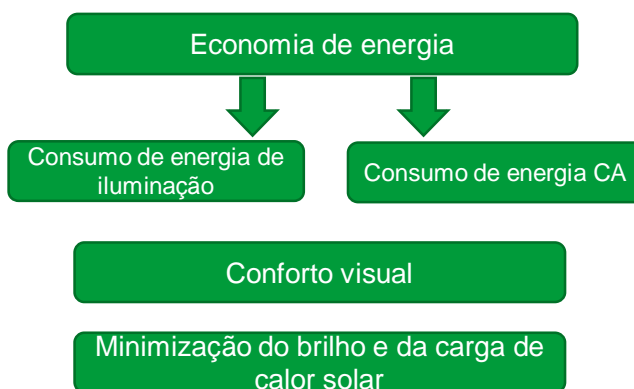 Economia de energia
Consumo de energia de
iluminação
Consumo de energia CA
Conforto visual
Minimização do brilho e da carga de
calor solar